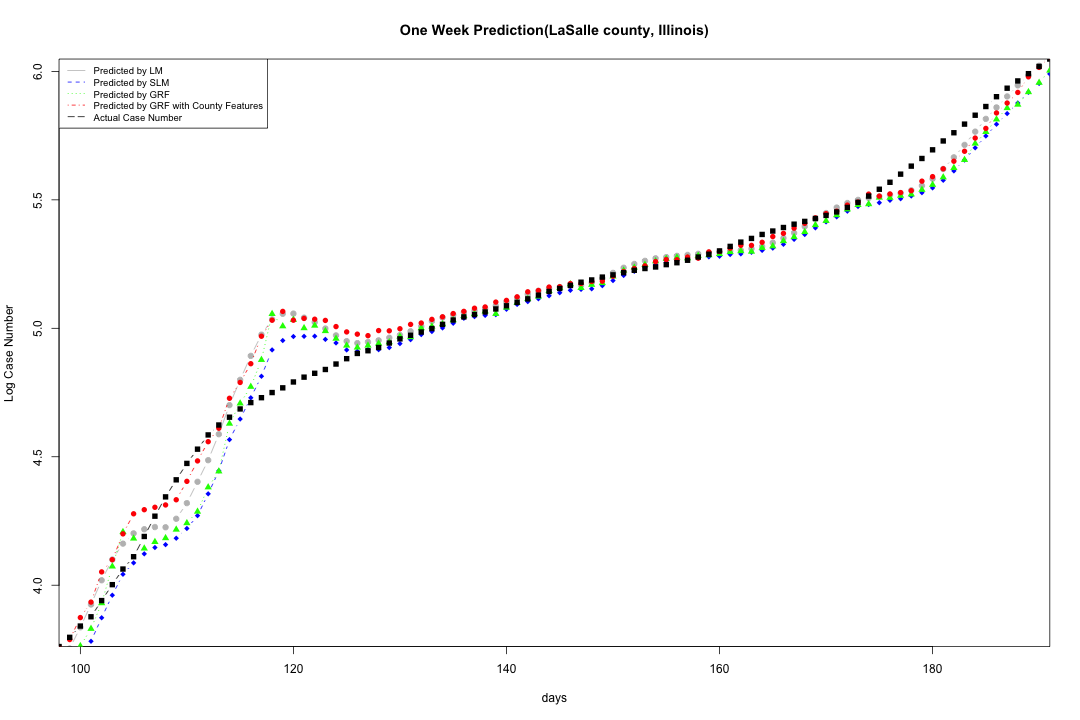 One Week Prediction(LaSalle county, Illinois)
Predicted by LM
Predicted by SLM
Predicted by GRF
Predicted by GRF with County Features
Actual Case Number
Log Case Number
6.0
5.5
5.0
4.5
4.0
100 120 140 160 180
days